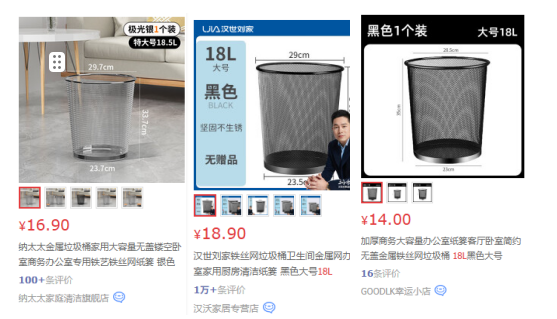 极光银1个装
特大号18.5L
29.7cm
33.7cm
23.7cm
¥16.90
纳太太金属垃圾桶家用大容量无盖镂空卧
室商务办公室专用铁艺铁丝网纸篓 银色
100+条评价
纳太太家庭清洁旗舰店
UIA汉世刘家
18L
大号
黑色
BLACK
坚固不生锈
无赠品
29cm
23.5
¥18.90
汉世刘家铁丝网垃圾桶卫生间金属网办
室家用厨房清洁纸篓 黑色大号18L
1万+条评价
汉沃家居专营店
黑色1个装
大号18L
29.5cm
23cm
¥14.00
加厚商务大容量办公室纸篓客厅卧室简约
无盖金属铁丝网垃圾桶 18L黑色大号
16条评价
GOODLK幸运小店